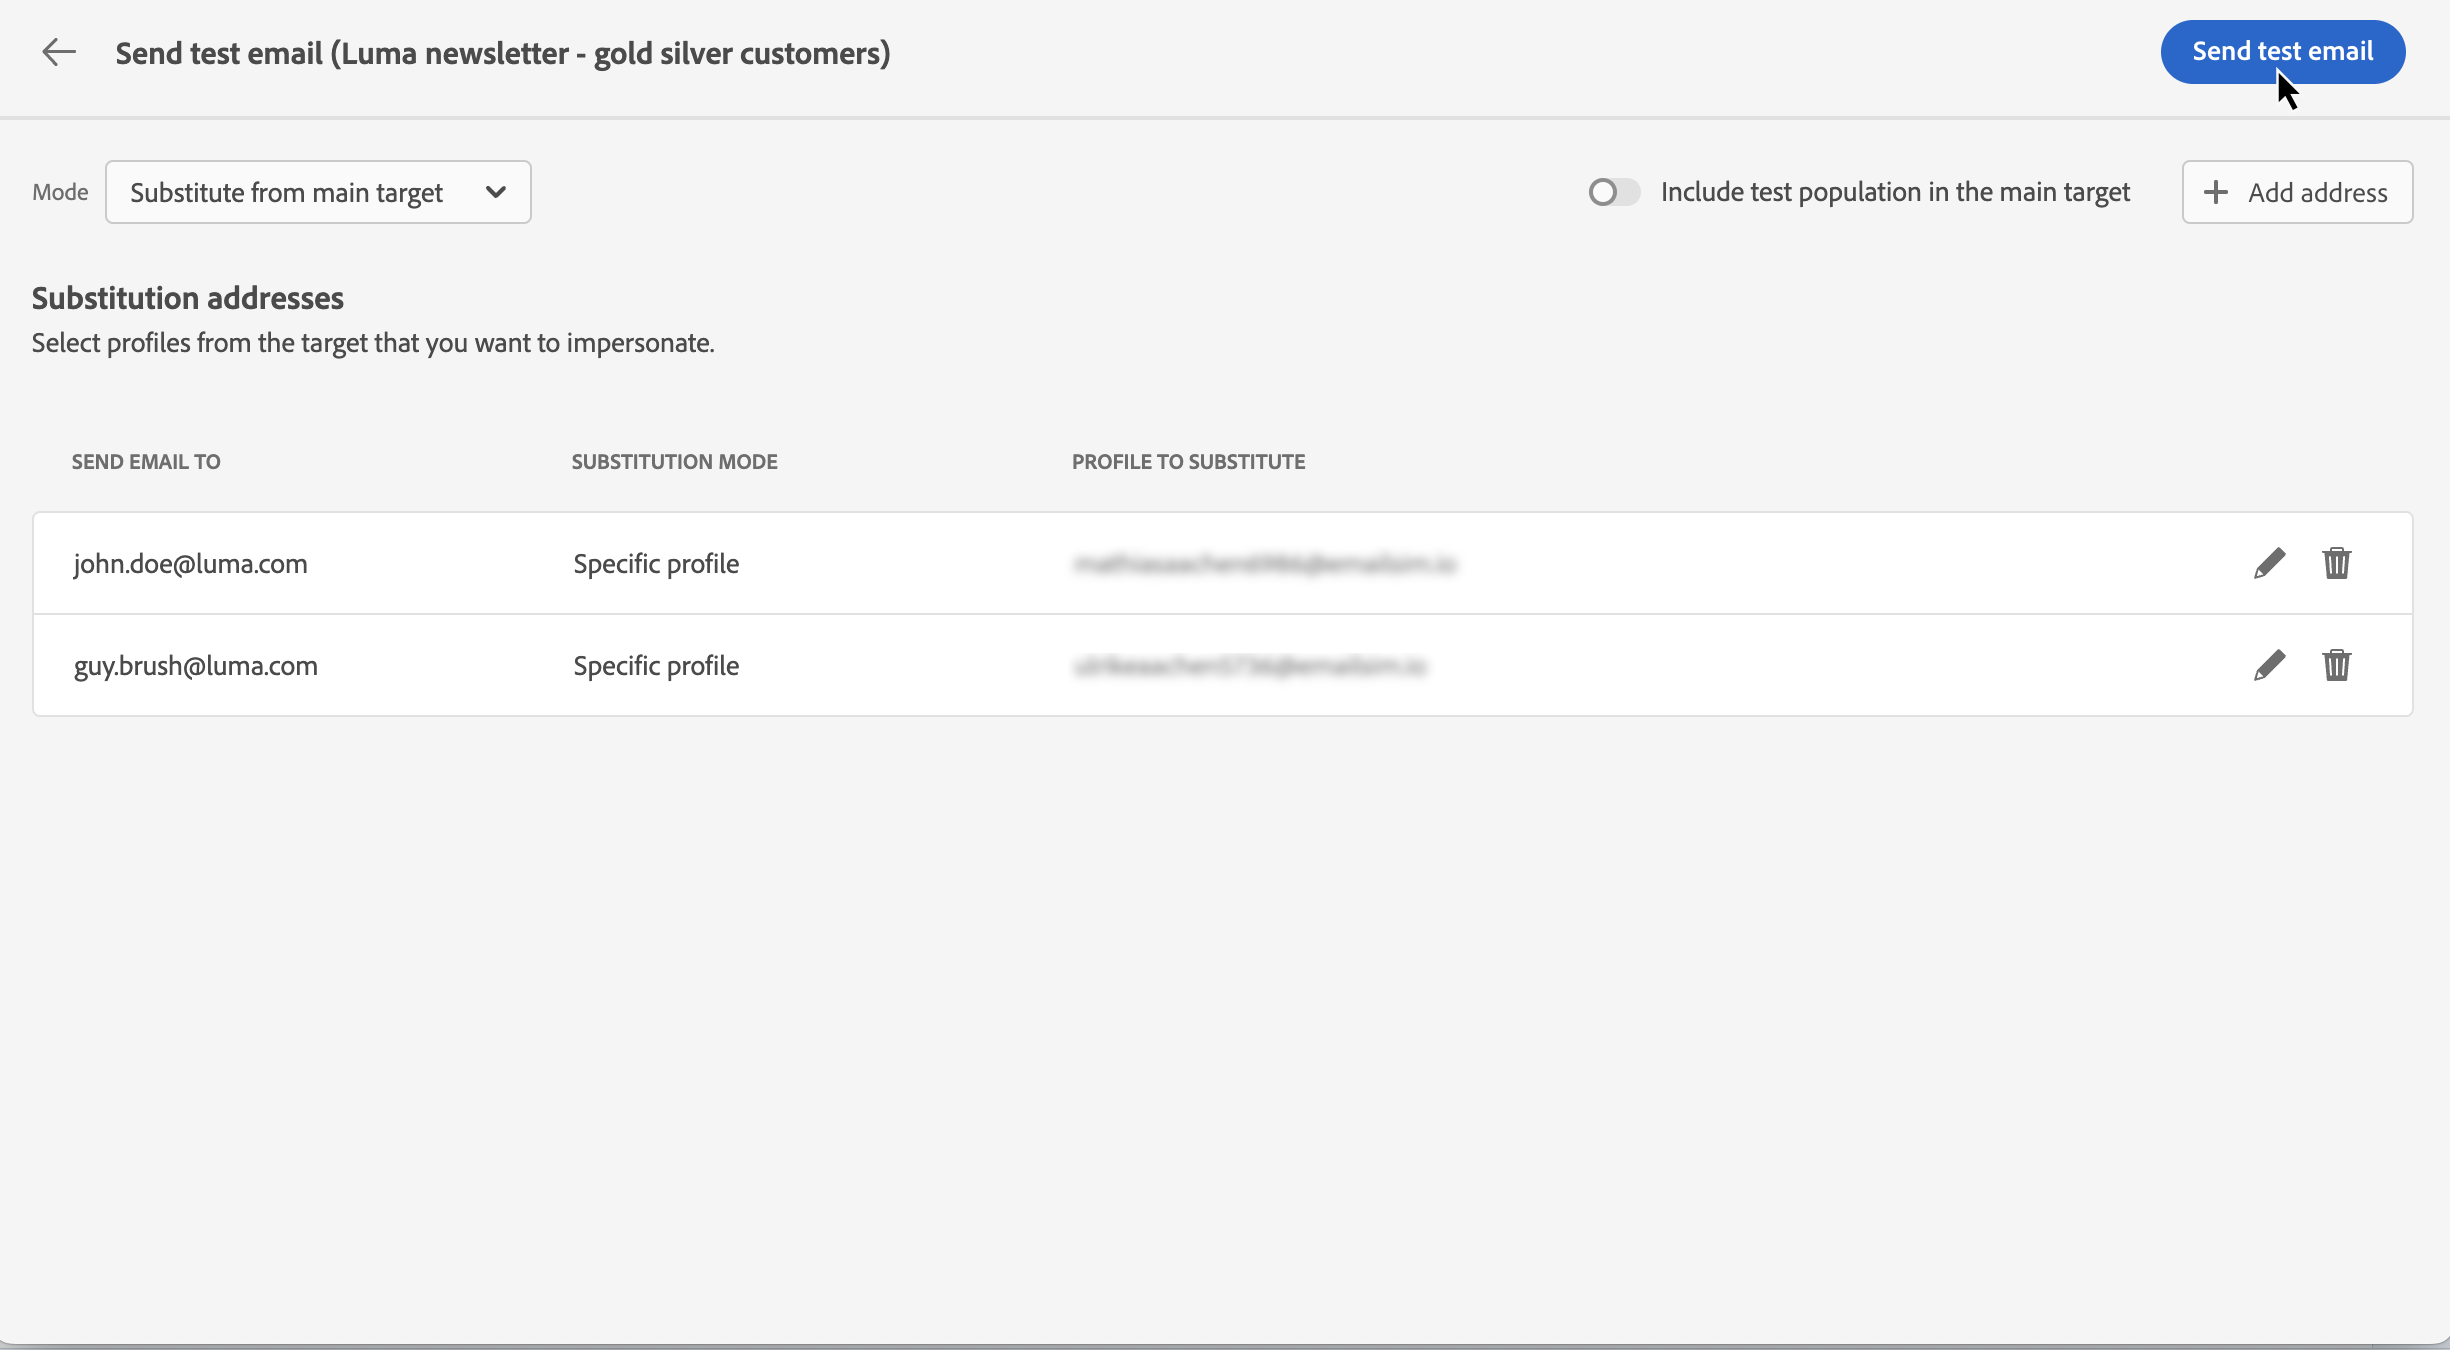 Send test email (Luma newsletter - gold silver customers)
Send test email
Mode
Substitute from main target
Include test population in the main target
Add address
Substitution addresses
Select profiles from the target that you want to impersonate.
SEND EMAIL TO
SUBSTITUTION MODE
PROFILE TO SUBSTITUTE
john.doe@luma.com
Specific profile
guy.brush@luma.com
Specific profile